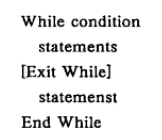 While condition
statements
[Exit While]
statemenst
End While